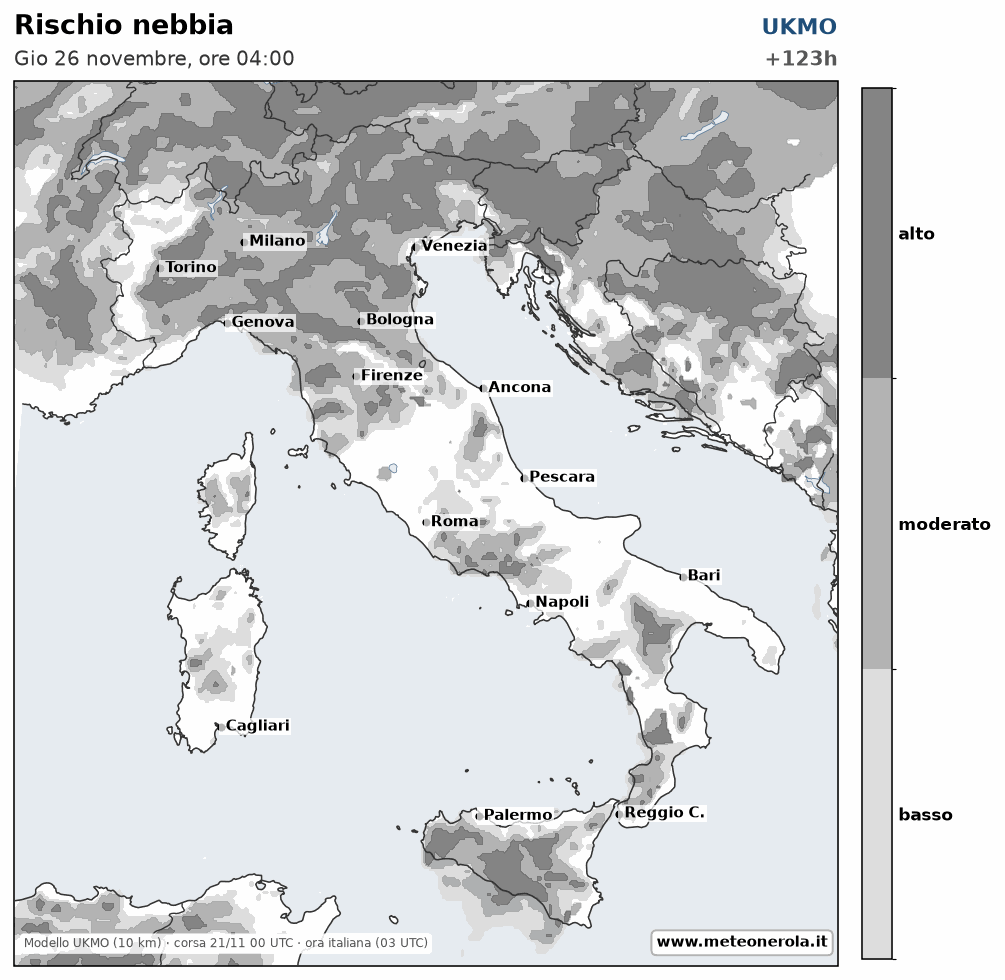 Rischio nebbia
UKMO
Gio 26 novembre, ore 04:00
+123h
alto
Milano
Venezia
Torino
Genova
Bologna
Firenze
Ancona
Pescara
Roma
moderato
Bari
Napoli
Cagliari
Palermo
Reggio C.
basso
Modello UKMO (10 km) · corsa 21/11 00 UTC · ora italiana (03 UTC)
www.meteonerola.it